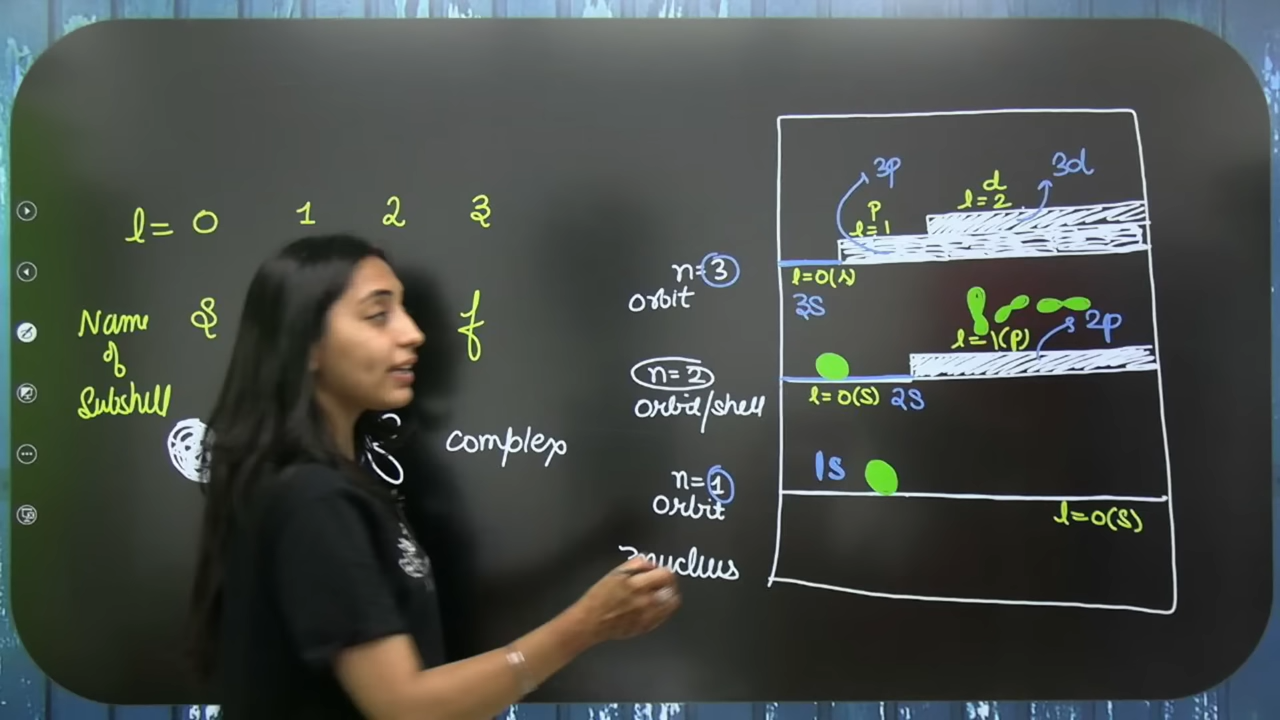 l= 0 1 2 3
Name
of
Subshell
S
f
complex
n=3
orbit
n=2
orbit/shell
n=1
orbit
nucleus
3p
3d
p
l=1
d
l=2
l=0(s)
3S
l=1(p)
2p
l=0(S)
2S
1S
l=0(S)